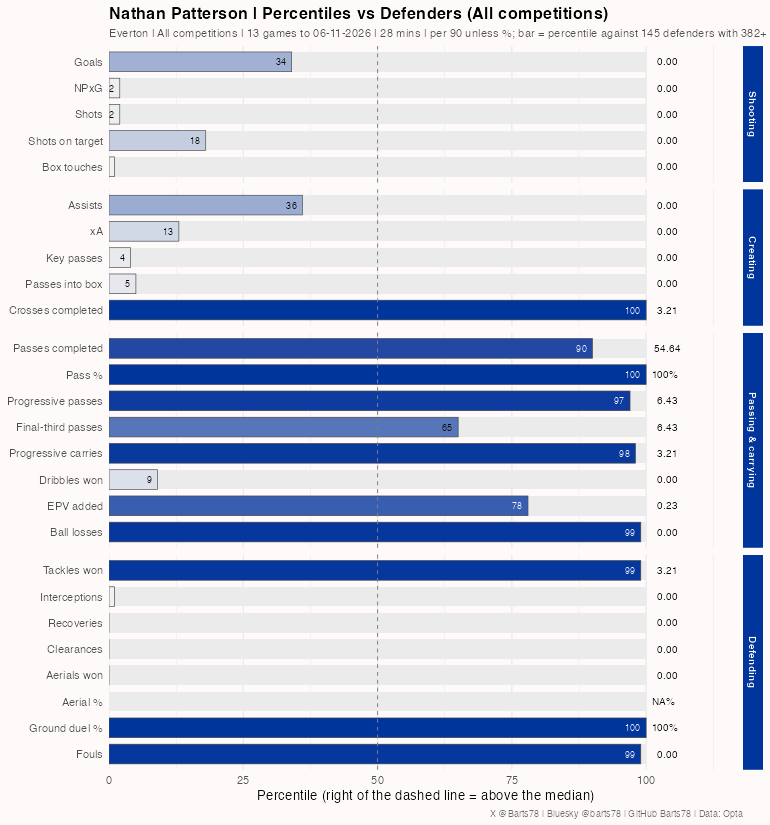 Nathan Patterson | Percentiles vs Defenders (All competitions)
Everton | All competitions | 13 games to 06-11-2026 | 28 mins | per 90 unless %; bar = percentile against 145 defenders with 382+
Goals 34 0.00
NPxG 2 0.00
Shots 2 0.00
Shots on target 18 0.00
Box touches 0.00
Shooting
Assists 36 0.00
xA 13 0.00
Key passes 4 0.00
Passes into box 5 0.00
Crosses completed 100 3.21
Creating
Passes completed 90 54.64
Pass % 100 100%
Progressive passes 97 6.43
Final-third passes 65 6.43
Progressive carries 98 3.21
Dribbles won 9 0.00
EPV added 78 0.23
Ball losses 99 0.00
Passing & carrying
Tackles won 99 3.21
Interceptions 0.00
Recoveries 0.00
Clearances 0.00
Aerials won 0.00
Aerial % NA%
Ground duel % 100 100%
Fouls 99 0.00
Defending
0 25 50 75 100
Percentile (right of the dashed line = above the median)
X @Barts78 | Bluesky @barts78 | GitHub Barts78 | Data: Opta